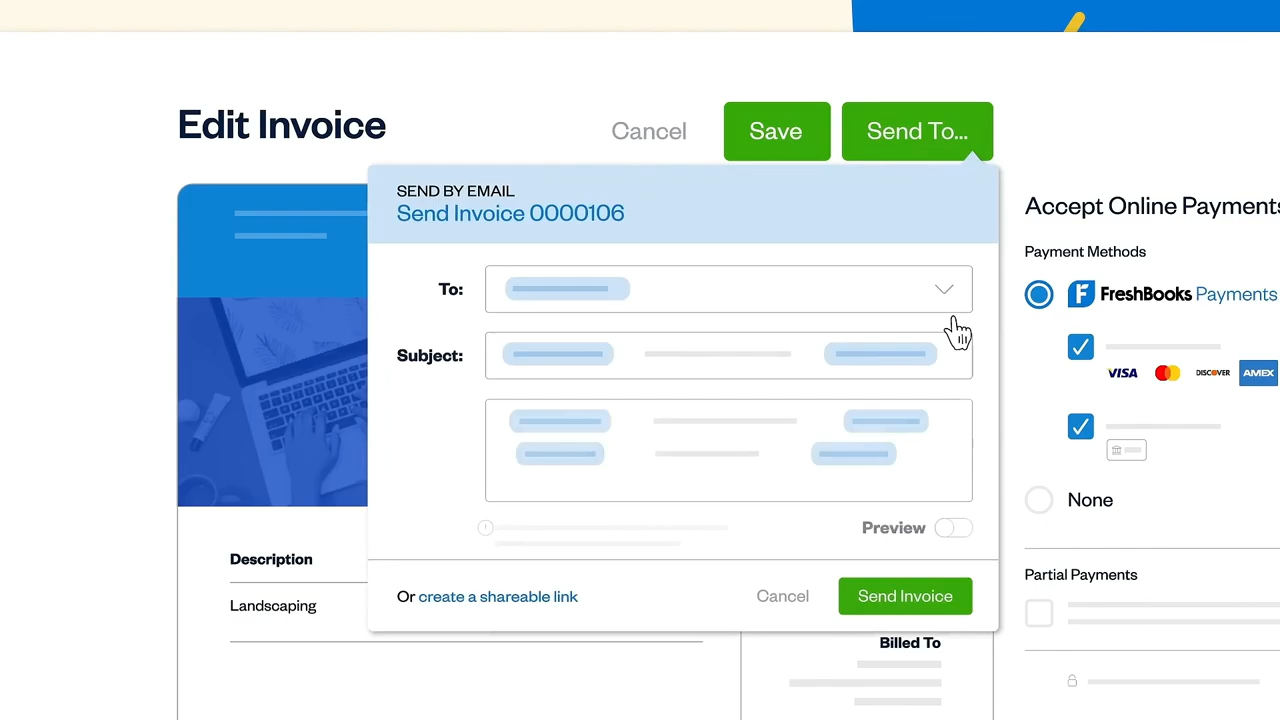 Edit Invoice
Cancel
Save
Send To...
SEND BY EMAIL
Send Invoice 0000106
To:
Subject:
Preview
Or create a shareable link
Cancel
Send Invoice
Description
Landscaping
Billed To
Accept Online Payments
Payment Methods
FreshBooks Payments
VISA
DISCOVER
AMEX
None
Partial Payments